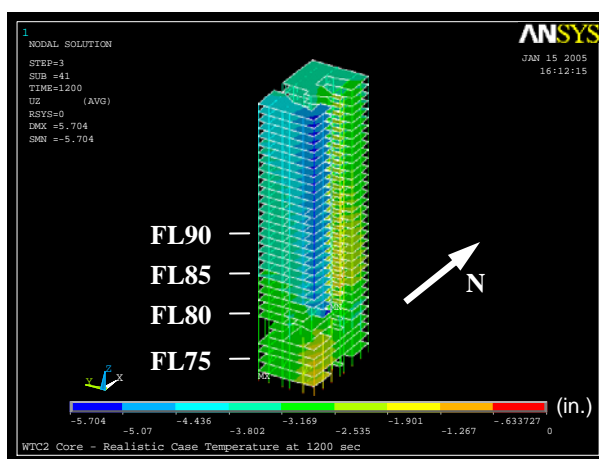 1
NODAL SOLUTION
STEP=3
SUB =41
TIME=1200
UZ (AVG)
RSYS=0
DMX =5.704
SMN =-5.704
ANSYS
JAN 15 2005
16:12:15
FL90
FL85
FL80
FL75
N
MN
MX
Z
Y X
(in.)
-5.704 -4.436 -3.169 -1.901 -.633727
-5.07 -3.802 -2.535 -1.267 0
WTC2 Core - Realistic Case Temperature at 1200 sec